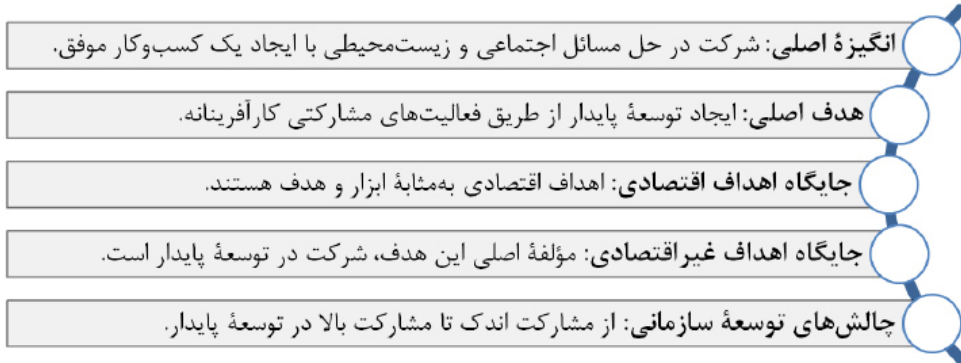 انگیزهٔ اصلی: شرکت در حل مسائل اجتماعی و زیست‌محیطی با ایجاد یک کسب‌وکار موفق.
هدف اصلی: ایجاد توسعهٔ پایدار از طریق فعالیت‌های مشارکتی کارآفرینانه.
جایگاه اهداف اقتصادی: اهداف اقتصادی به‌مثابهٔ ابزار و هدف هستند.
جایگاه اهداف غیراقتصادی: مؤلفهٔ اصلی این هدف، شرکت در توسعهٔ پایدار است.
چالش‌های توسعهٔ سازمانی: از مشارکت اندک تا مشارکت بالا در توسعهٔ پایدار.